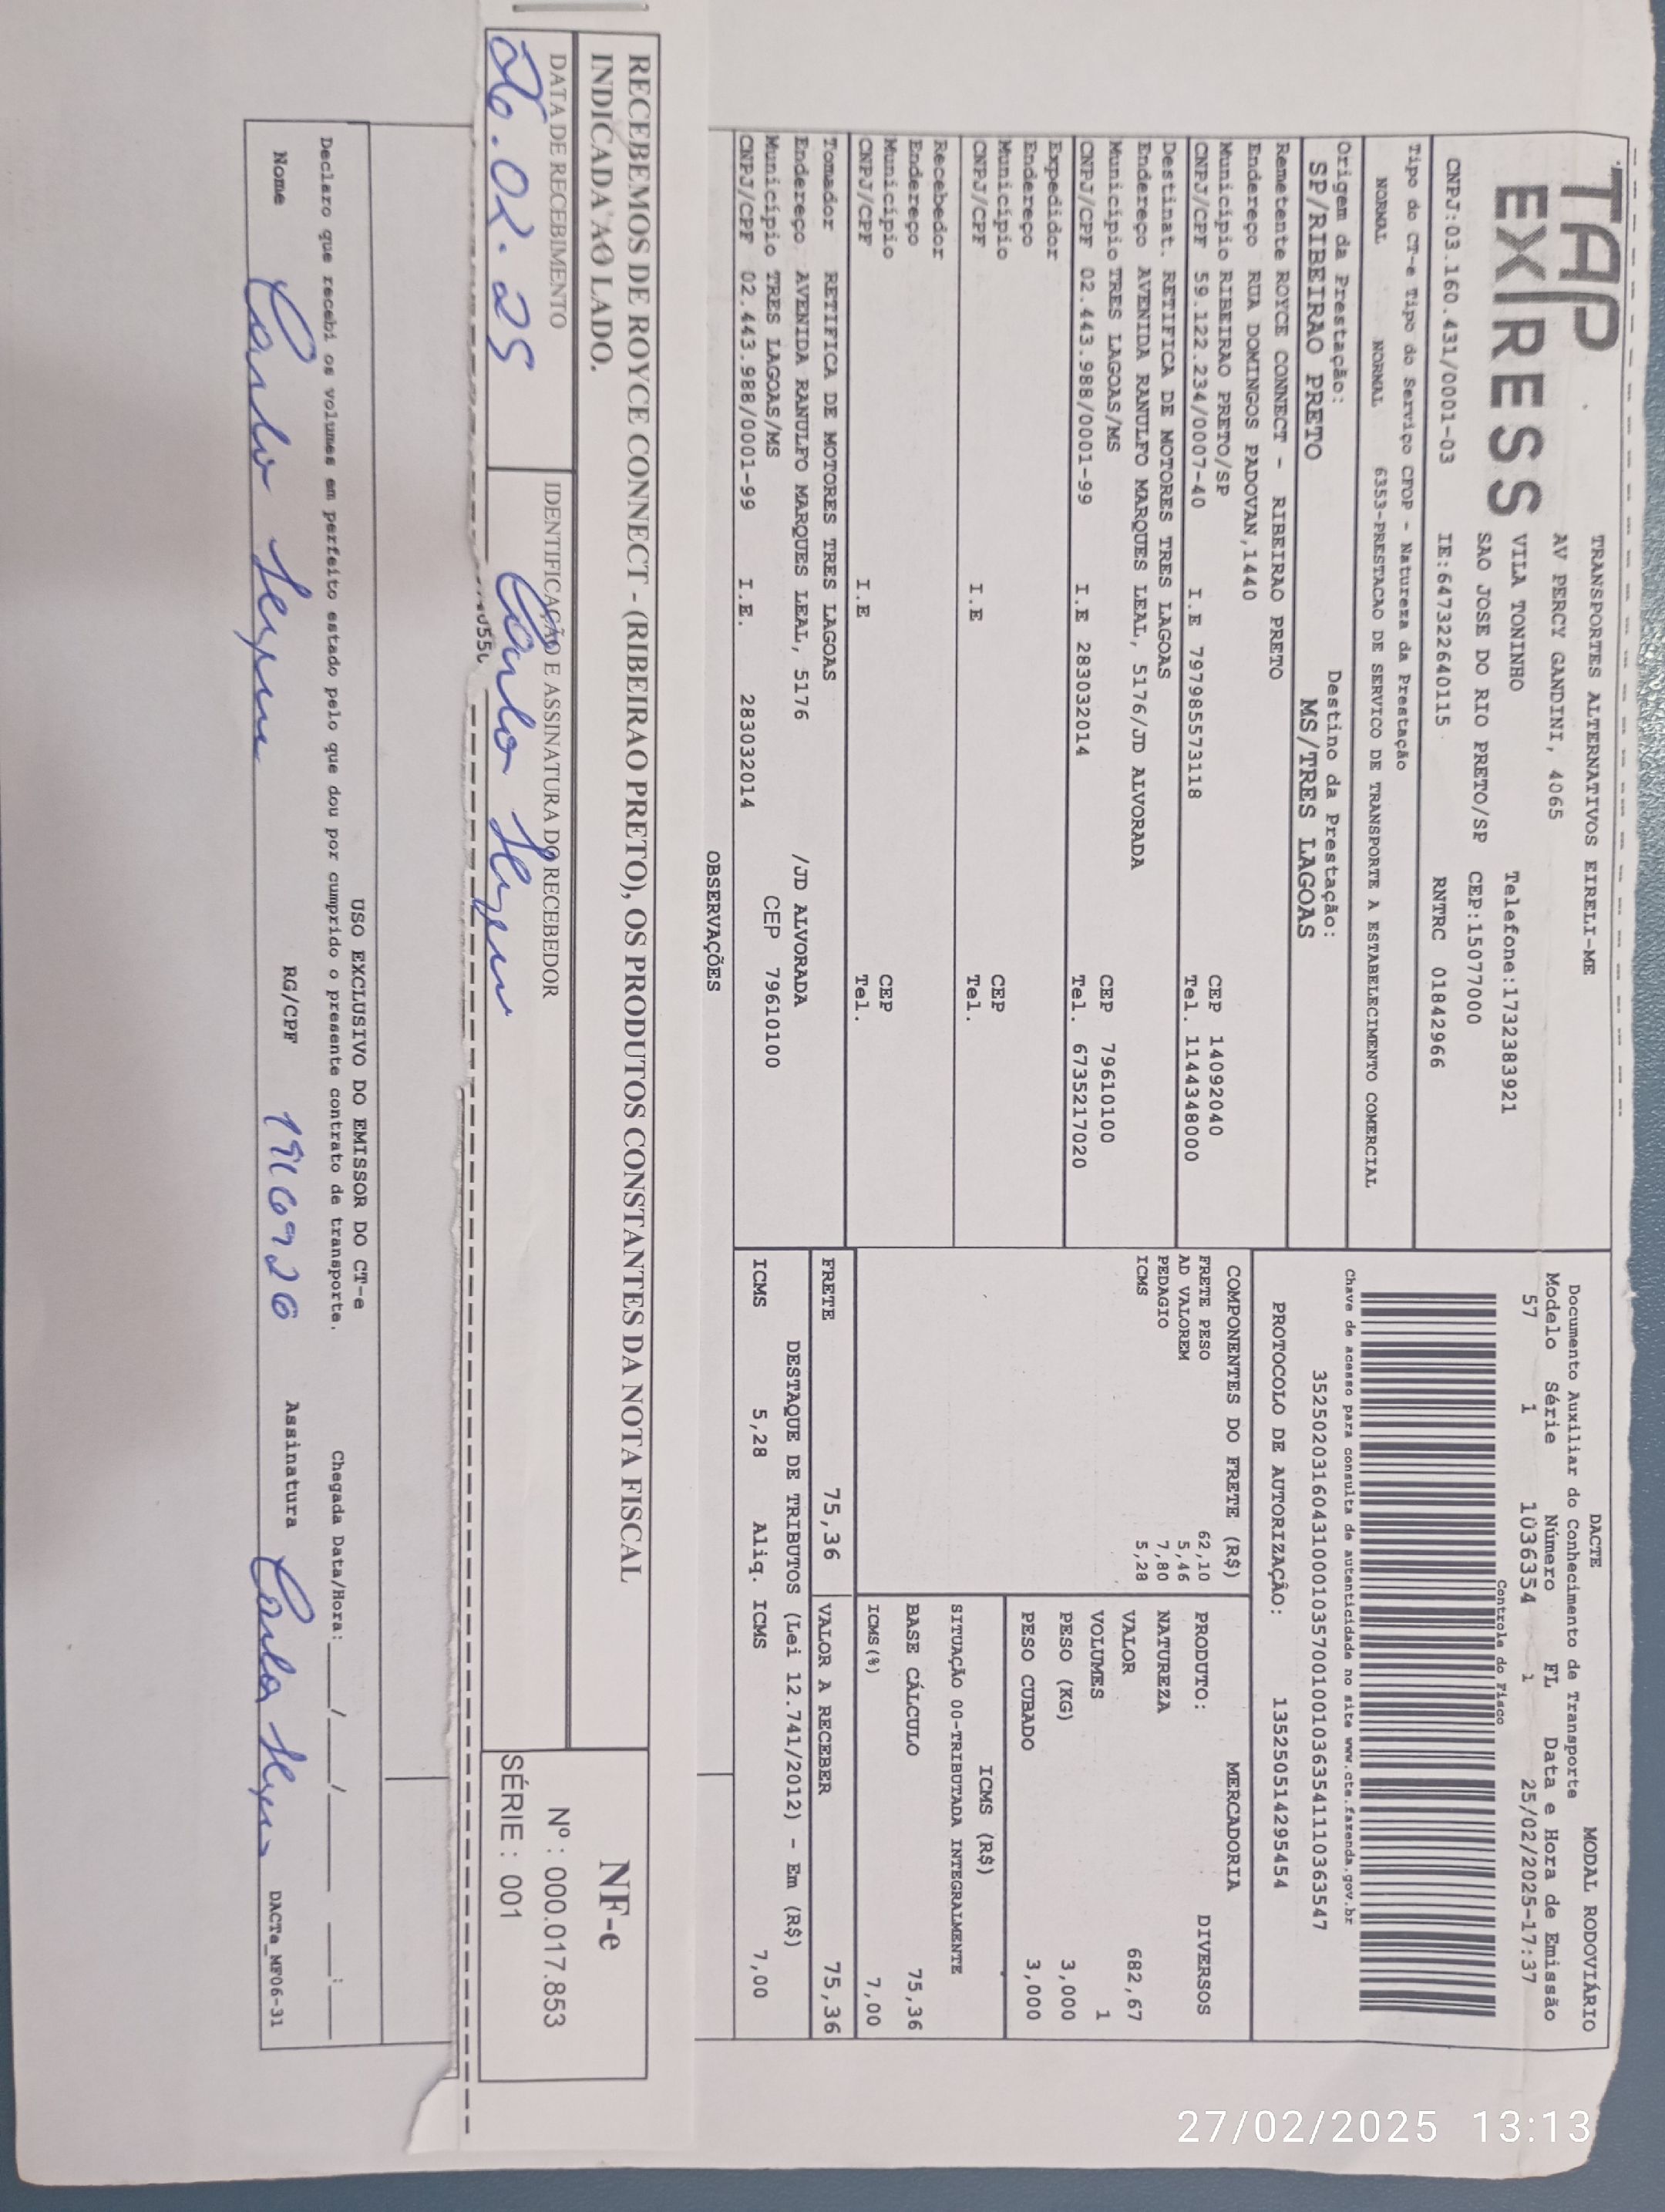 TAP
EXPRESS
TRANSPORTES ALTERNATIVOS EIRELI-ME
AV PERCY GANDINI, 4065
VILA TONINHO Telefone:1732383921
SAO JOSE DO RIO PRETO/SP CEP:15077000
CNPJ:03.160.431/0001-03 IE:647322640115 RNTRC 01842966
DACTE MODAL RODOVIÁRIO
Documento Auxiliar do Conhecimento de Transporte
Modelo Série Número FL Data e Hora de Emissão
57 1 1036354 1 25/02/2025-17:37
Controle do Fisco
Tipo do CT-e Tipo do Serviço CFOP - Natureza da Prestação
NORMAL NORMAL 6353-PRESTACAO DE SERVICO DE TRANSPORTE A ESTABELECIMENTO COMERCIAL
Chave de acesso para consulta de autenticidade no site www.cte.fazenda.gov.br
35250203160431000103570010010363541110363547
Origem da Prestação: Destino da Prestação:
SP/RIBEIRAO PRETO MS/TRES LAGOAS
PROTOCOLO DE AUTORIZAÇÃO: 135250514295454
Remetente ROYCE CONNECT - RIBEIRAO PRETO
Endereço RUA DOMINGOS PADOVAN,1440
Município RIBEIRAO PRETO/SP CEP 14092040
CNPJ/CPF 59.122.234/0007-40 I.E 797985573118 Tel. 1144348000
Destinat. RETIFICA DE MOTORES TRES LAGOAS
Endereço AVENIDA RANULFO MARQUES LEAL, 5176/JD ALVORADA
Município TRES LAGOAS/MS CEP 79610100
CNPJ/CPF 02.443.988/0001-99 I.E 283032014 Tel. 6735217020
Expedidor
Endereço
Município CEP
CNPJ/CPF I.E Tel.
Recebedor
Endereço
Município CEP
CNPJ/CPF I.E Tel.
Tomador RETIFICA DE MOTORES TRES LAGOAS
Endereço AVENIDA RANULFO MARQUES LEAL, 5176 /JD ALVORADA
Município TRES LAGOAS/MS CEP 79610100
CNPJ/CPF 02.443.988/0001-99 I.E. 283032014
COMPONENTES DO FRETE (R$)
FRETE PESO 62,10
AD VALOREM 5,46
PEDAGIO 7,80
ICMS 5,28
MERCADORIA
PRODUTO: DIVERSOS
NATUREZA
VALOR 682,67
VOLUMES 1
PESO (KG) 3,000
PESO CUBADO 3,000
ICMS (R$)
SITUAÇÃO 00-TRIBUTADA INTEGRALMENTE
BASE CÁLCULO 75,36
ICMS(%) 7,00
FRETE 75,36 VALOR A RECEBER 75,36
DESTAQUE DE TRIBUTOS (Lei 12.741/2012) - Em (R$)
ICMS 5,28 Aliq. ICMS 7,00
OBSERVAÇÕES
RECEBEMOS DE ROYCE CONNECT - (RIBEIRAO PRETO), OS PRODUTOS CONSTANTES DA NOTA FISCAL
INDICADA AO LADO.
DATA DE RECEBIMENTO IDENTIFICAÇÃO E ASSINATURA DO RECEBEDOR
26.02.25
NF-e
Nº : 000.017.853
SÉRIE : 001
USO EXCLUSIVO DO EMISSOR DO CT-e
Declaro que recebi os volumes em perfeito estado pelo que dou por cumprido o presente contrato de transporte. Chegada Data/Hora:___/___/_____ ___:___
Nome RG/CPF Assinatura DACTe_MF06-31
27/02/2025 13:13